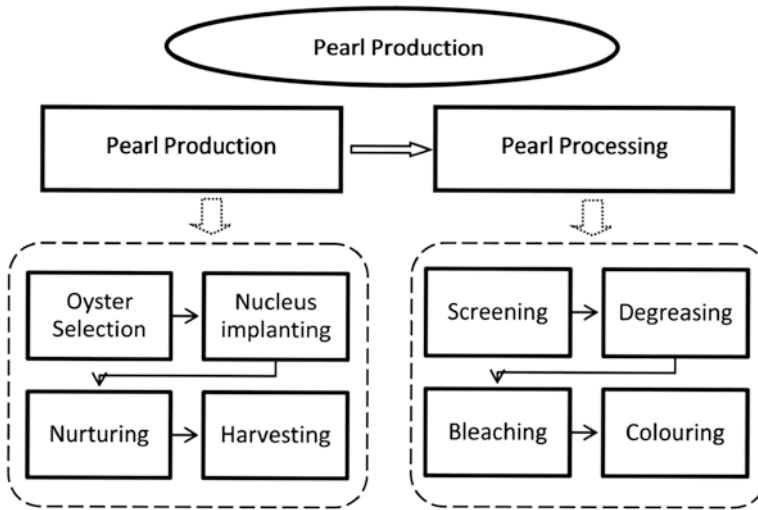 Pearl Production
Pearl Production
Pearl Processing
Oyster
Selection
Nucleus
implanting
Nurturing
Harvesting
Screening
Degreasing
Bleaching
Colouring